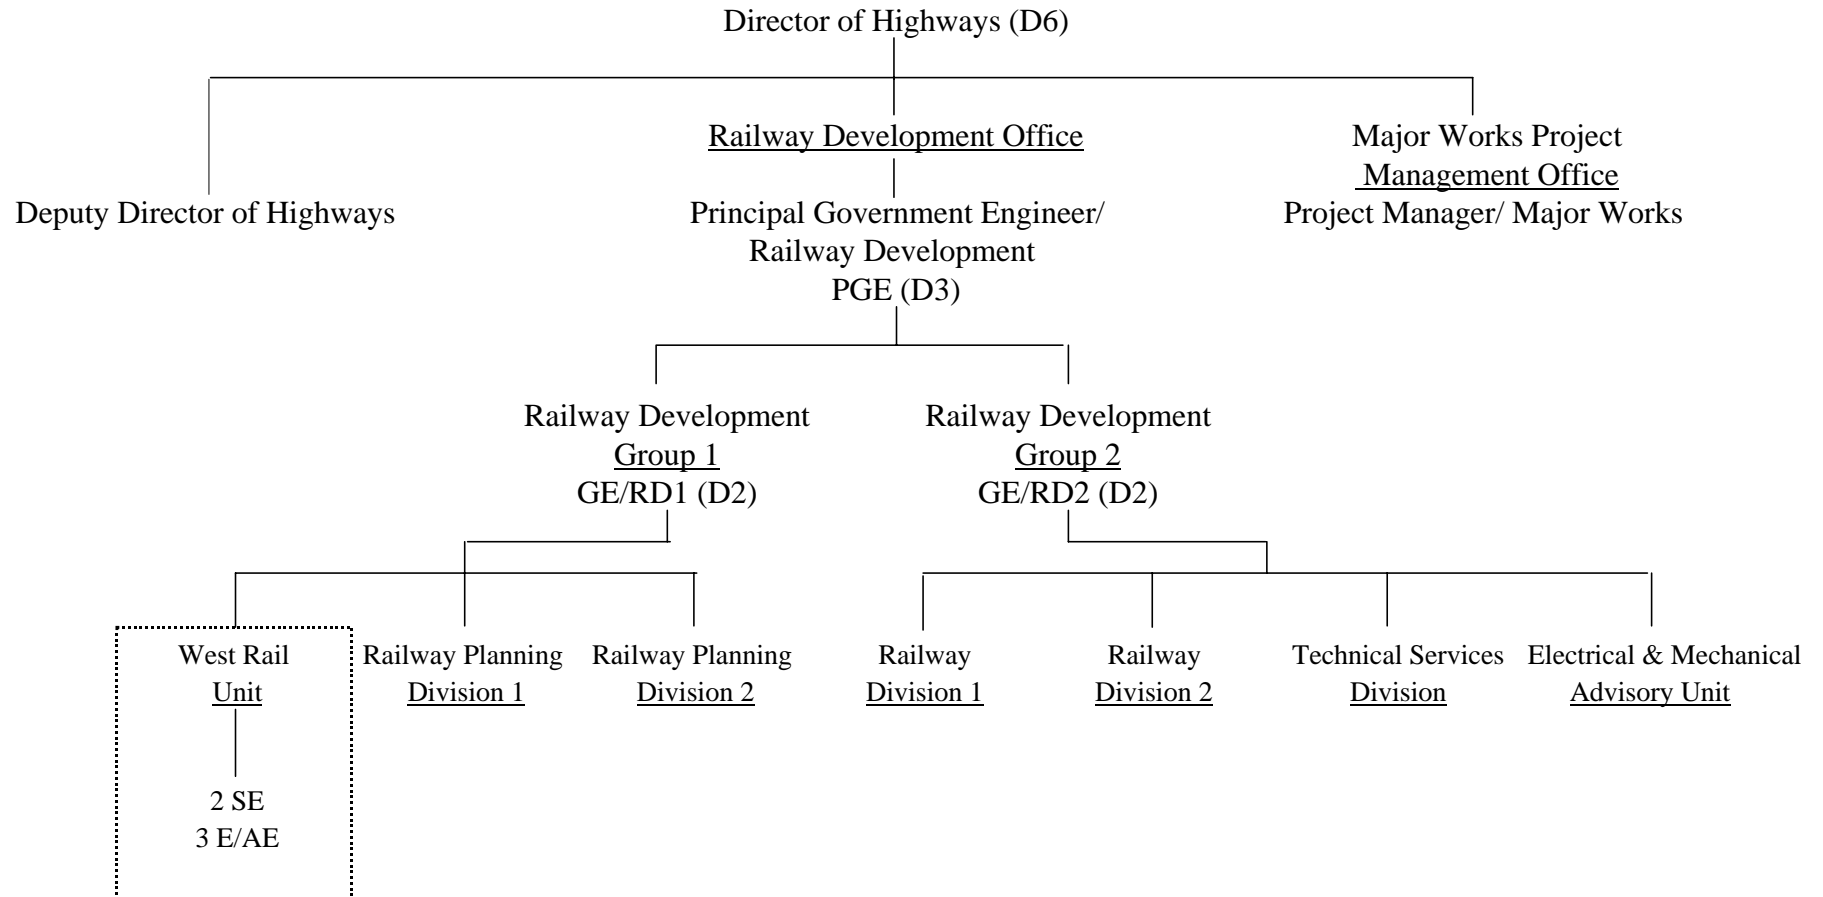 Director of Highways (D6)
Railway Development Office
Major Works Project
Management Office
Deputy Director of Highways
Principal Government Engineer/
Railway Development
PGE (D3)
Project Manager/ Major Works
Railway Development
Group 1
GE/RD1 (D2)
Railway Development
Group 2
GE/RD2 (D2)
West Rail
Unit
Railway Planning
Division 1
Railway Planning
Division 2
Railway
Division 1
Railway
Division 2
Technical Services
Division
Electrical & Mechanical
Advisory Unit
2 SE
3 E/AE